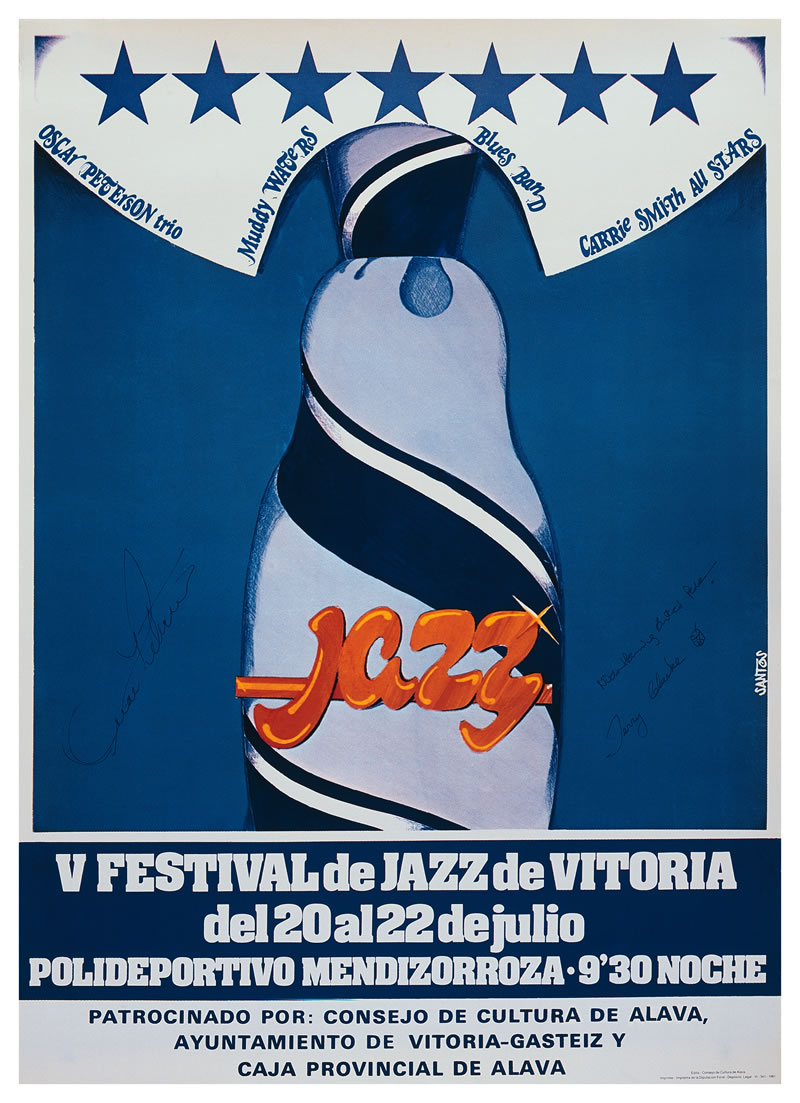 OSCAr PETErSON trio
Muddy WATeRS
Blues BanD
CARRie SMith All STARS
jazz
SANTOS
V FESTIVAL de JAZZ de VITORIA
del 20 al 22 de julio
POLIDEPORTIVO MENDIZORROZA · 9'30 NOCHE
PATROCINADO POR: CONSEJO DE CULTURA DE ALAVA,
AYUNTAMIENTO DE VITORIA-GASTEIZ Y
CAJA PROVINCIAL DE ALAVA